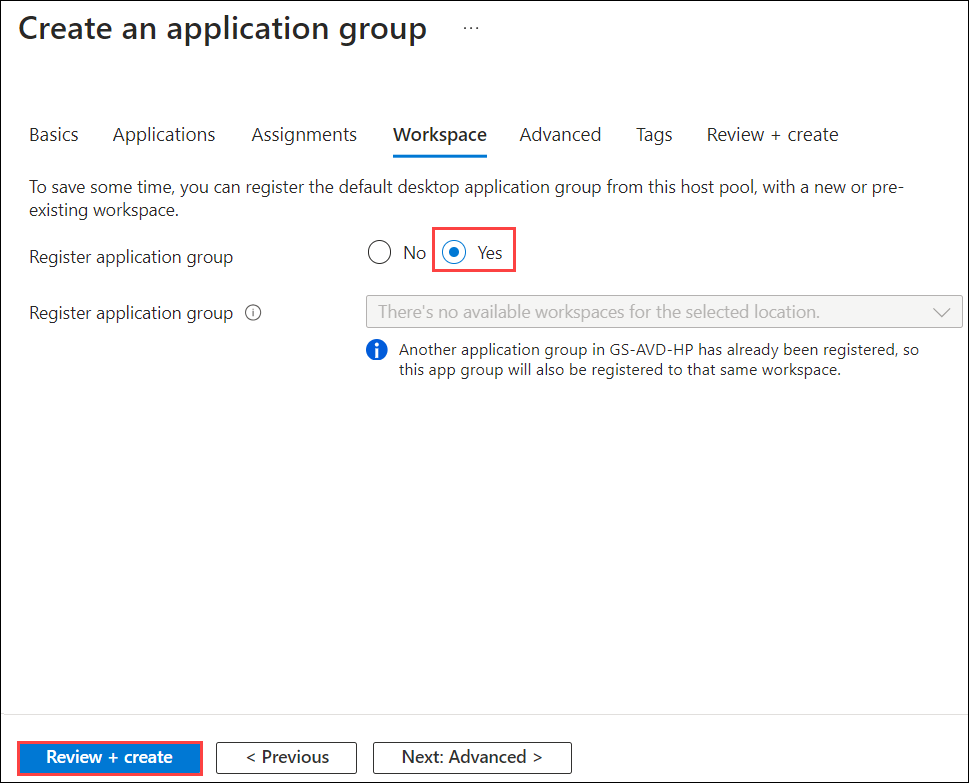 Create an application group ...
Basics Applications Assignments Workspace Advanced Tags Review + create
To save some time, you can register the default desktop application group from this host pool, with a new or pre-
existing workspace.
Register application group No Yes
Register application group There's no available workspaces for the selected location.
Another application group in GS-AVD-HP has already been registered, so
this app group will also be registered to that same workspace.
Review + create < Previous Next: Advanced >